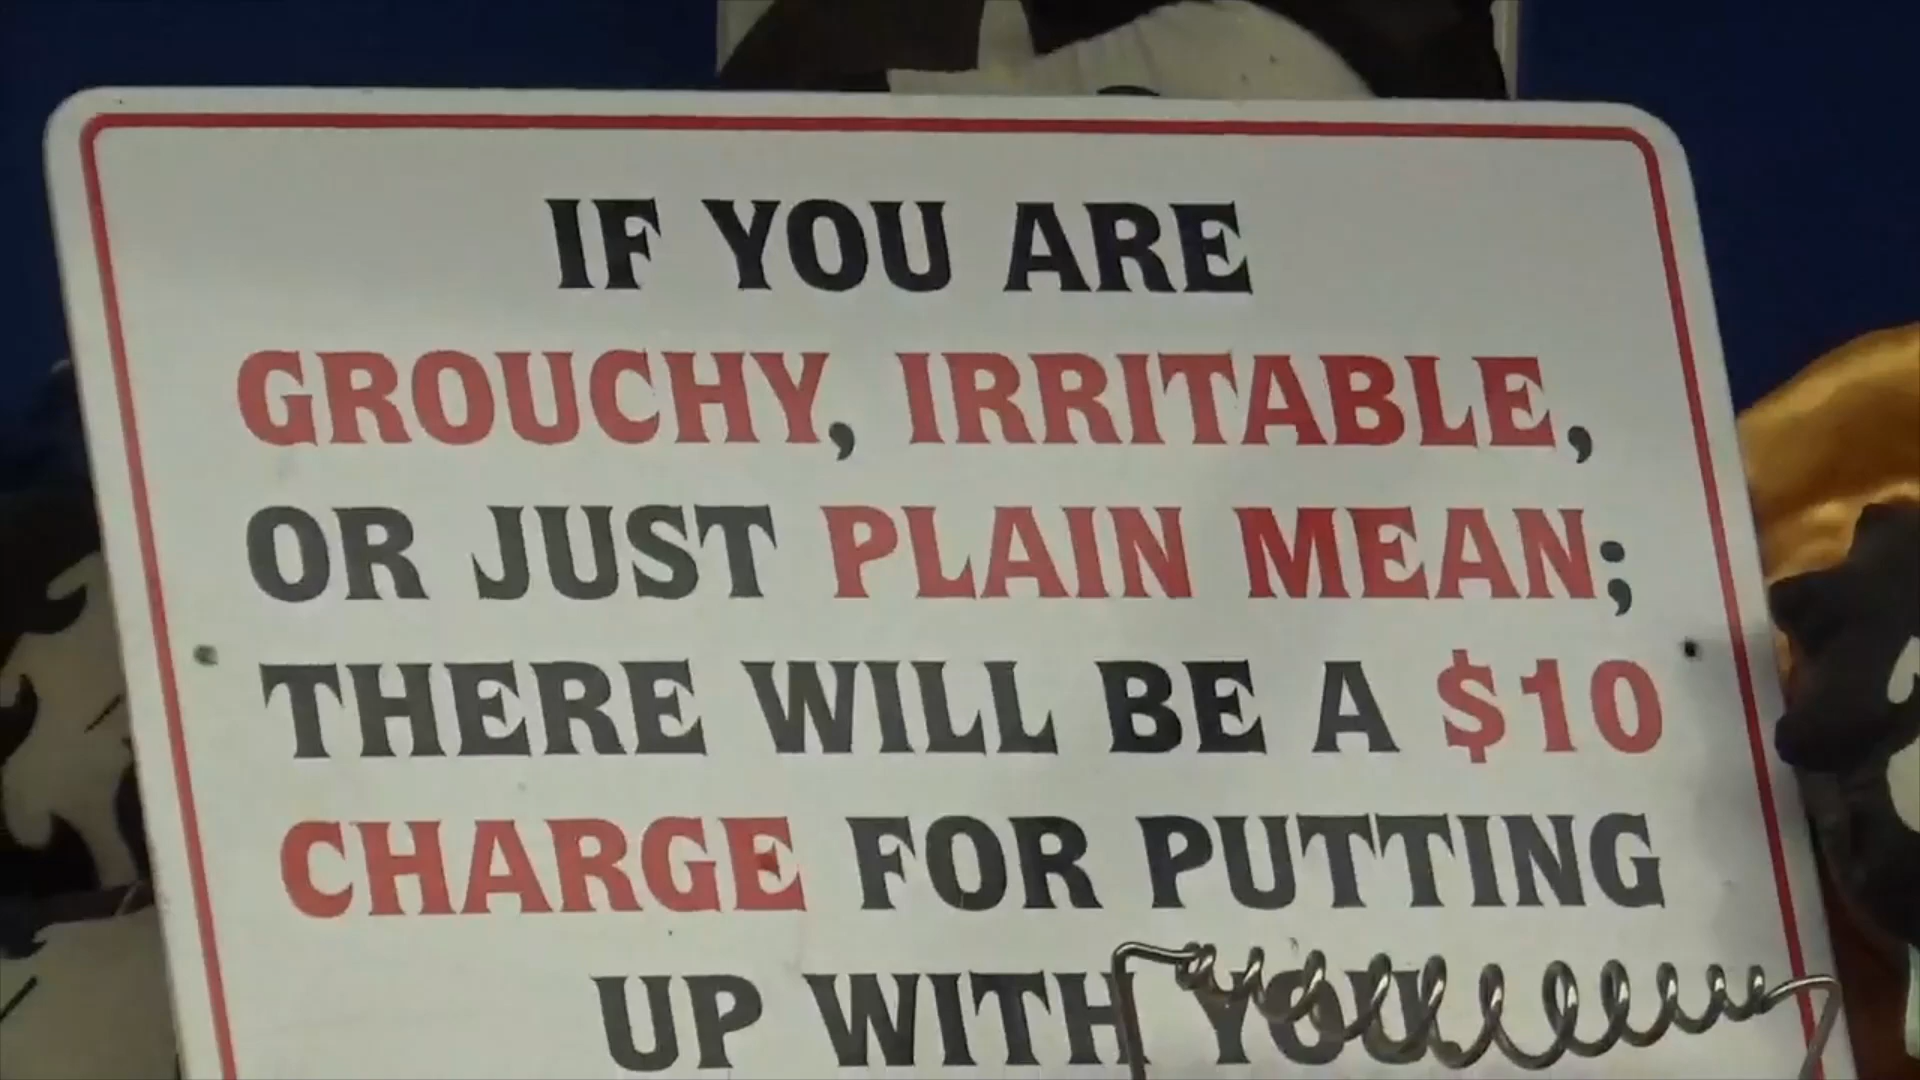 IF YOU ARE
GROUCHY, IRRITABLE,
OR JUST PLAIN MEAN;
THERE WILL BE A $10
CHARGE FOR PUTTING
UP WITH YOU